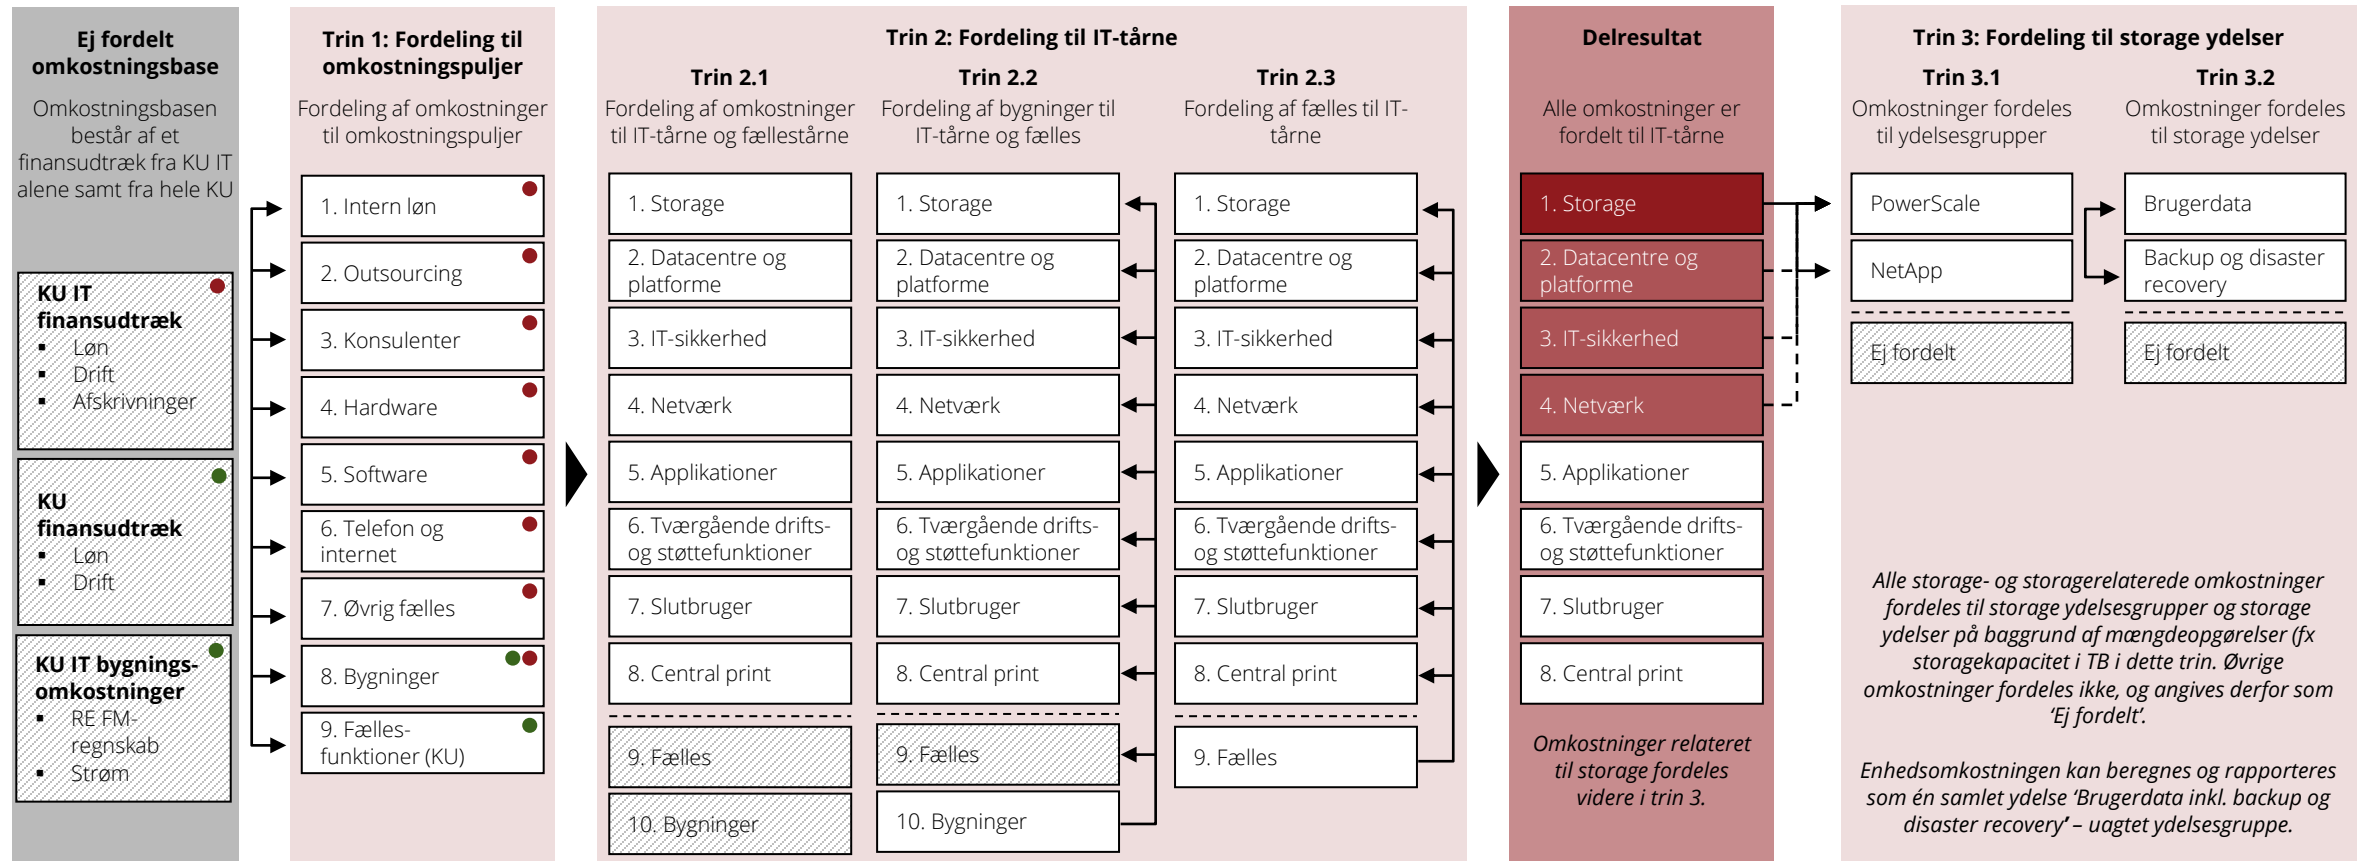 Ej fordelt
omkostningsbase
Omkostningsbasen
består af et
finansudtræk fra KU IT
alene samt fra hele KU
KU IT
finansudtræk
▪ Løn
▪ Drift
▪ Afskrivninger
KU
finansudtræk
▪ Løn
▪ Drift
KU IT bygnings-
omkostninger
▪ RE FM-
regnskab
▪ Strøm
Trin 1: Fordeling til
omkostningspuljer
Fordeling af omkostninger
til omkostningspuljer
1. Intern løn
2. Outsourcing
3. Konsulenter
4. Hardware
5. Software
6. Telefon og
internet
7. Øvrig fælles
8. Bygninger
9. Fælles-
funktioner (KU)
Trin 2: Fordeling til IT-tårne
Trin 2.1
Fordeling af omkostninger
til IT-tårne og fællestårne
1. Storage
2. Datacentre og
platforme
3. IT-sikkerhed
4. Netværk
5. Applikationer
6. Tværgående drifts-
og støttefunktioner
7. Slutbruger
8. Central print
9. Fælles
10. Bygninger
Trin 2.2
Fordeling af bygninger til
IT-tårne og fælles
1. Storage
2. Datacentre og
platforme
3. IT-sikkerhed
4. Netværk
5. Applikationer
6. Tværgående drifts-
og støttefunktioner
7. Slutbruger
8. Central print
9. Fælles
10. Bygninger
Trin 2.3
Fordeling af fælles til IT-
tårne
1. Storage
2. Datacentre og
platforme
3. IT-sikkerhed
4. Netværk
5. Applikationer
6. Tværgående drifts-
og støttefunktioner
7. Slutbruger
8. Central print
9. Fælles
Delresultat
Alle omkostninger er
fordelt til IT-tårne
1. Storage
2. Datacentre og
platforme
3. IT-sikkerhed
4. Netværk
5. Applikationer
6. Tværgående drifts-
og støttefunktioner
7. Slutbruger
8. Central print
Omkostninger relateret
til storage fordeles
videre i trin 3.
Trin 3: Fordeling til storage ydelser
Trin 3.1
Omkostninger fordeles
til ydelsesgrupper
PowerScale
NetApp
Ej fordelt
Trin 3.2
Omkostninger fordeles
til storage ydelser
Brugerdata
Backup og disaster
recovery
Ej fordelt
Alle storage- og storagerelaterede omkostninger
fordeles til storage ydelsesgrupper og storage
ydelser på baggrund af mængdeopgørelser (fx
storagekapacitet i TB i dette trin. Øvrige
omkostninger fordeles ikke, og angives derfor som
‘Ej fordelt’.
Enhedsomkostningen kan beregnes og rapporteres
som én samlet ydelse ‘Brugerdata inkl. backup og
disaster recovery’ – uagtet ydelsesgruppe.